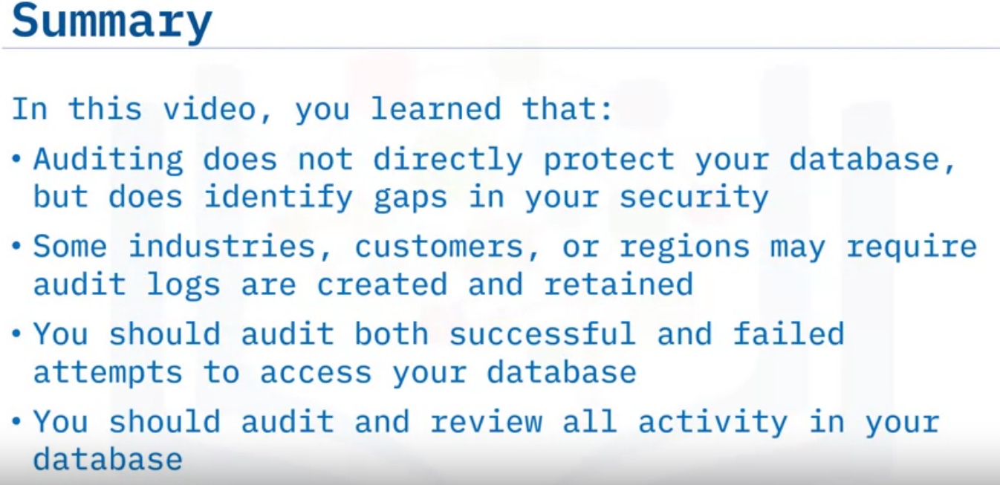 Summary
In this video, you learned that:
• Auditing does not directly protect your database,
but does identify gaps in your security
• Some industries, customers, or regions may require
audit logs are created and retained
• You should audit both successful and failed
attempts to access your database
• You should audit and review all activity in your
database